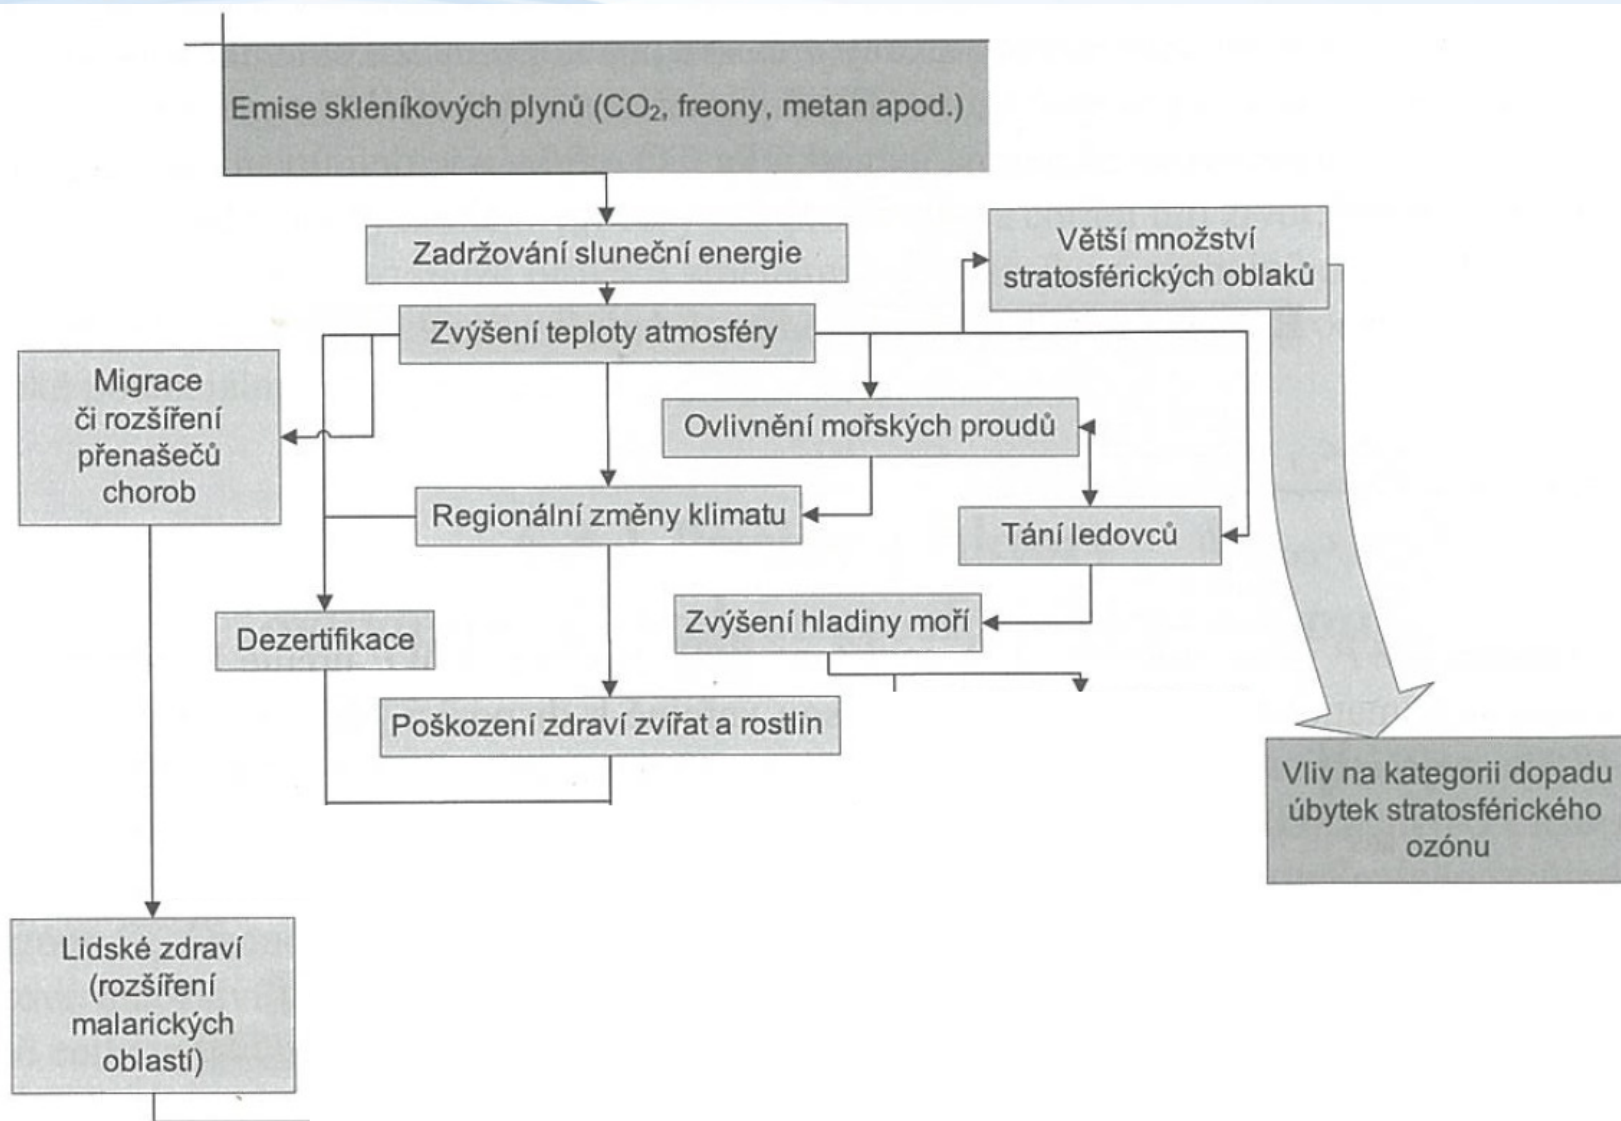 Emise skleníkových plynů (CO₂, freony, metan apod.)
Zadržování sluneční energie
Větší množství
stratosférických oblaků
Zvýšení teploty atmosféry
Migrace
či rozšíření
přenašečů
chorob
Ovlivnění mořských proudů
Regionální změny klimatu
Tání ledovců
Zvýšení hladiny moří
Dezertifikace
Poškození zdraví zvířat a rostlin
Vliv na kategorii dopadu
úbytek stratosférického
ozónu
Lidské zdraví
(rozšíření
malarických
oblastí)